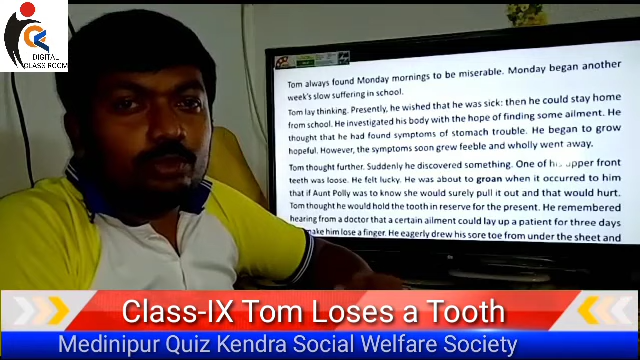 DIGITAL
CLASS ROOM
Tom always found Monday mornings to be miserable. Monday began another
week's slow suffering in school.
Tom lay thinking. Presently, he wished that he was sick: then he could stay home
from school. He investigated his body with the hope of finding some ailment. He
thought that he had found symptoms of stomach trouble. He began to grow
hopeful. However, the symptoms soon grew feeble and wholly went away.
Tom thought further. Suddenly he discovered something. One of his upper front
teeth was loose. He felt lucky. He was about to groan when it occurred to him
that if Aunt Polly was to know she would surely pull it out and that would hurt.
Tom thought he would hold the tooth in reserve for the present. He remembered
hearing from a doctor that a certain ailment could lay up a patient for three days
make him lose a finger. He eagerly drew his sore toe from under the sheet and
Class-IX Tom Loses a Tooth
Medinipur Quiz Kendra Social Welfare Society